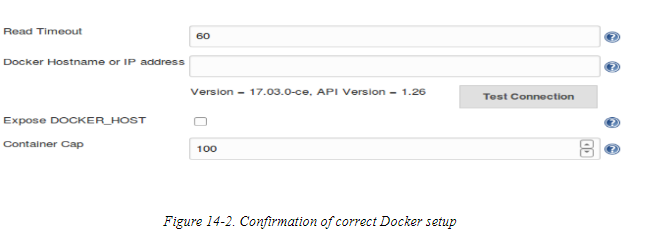 Read Timeout
60
Docker Hostname or IP address
Version = 17.03.0-ce, API Version = 1.26
Test Connection
Expose DOCKER_HOST
Container Cap
100
Figure 14-2. Confirmation of correct Docker setup